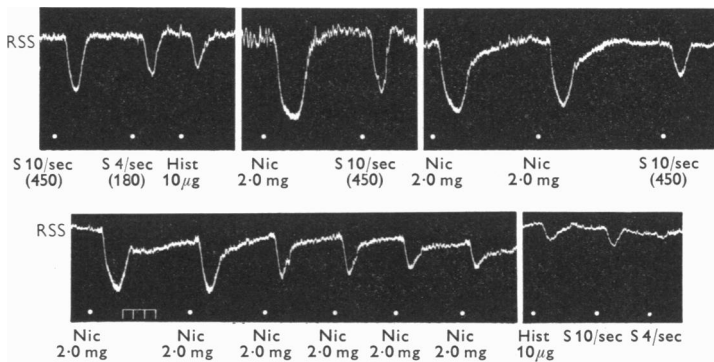 RSS
S 10/sec S 4/sec Hist Nic S 10/sec Nic Nic S 10/sec
(450) (180) 10μg 2·0 mg (450) 2·0 mg 2·0 mg (450)
RSS
Nic Nic Nic Nic Nic Nic Hist S 10/sec S 4/sec
2·0 mg 2·0 mg 2·0 mg 2·0 mg 2·0 mg 2·0 mg 10μg